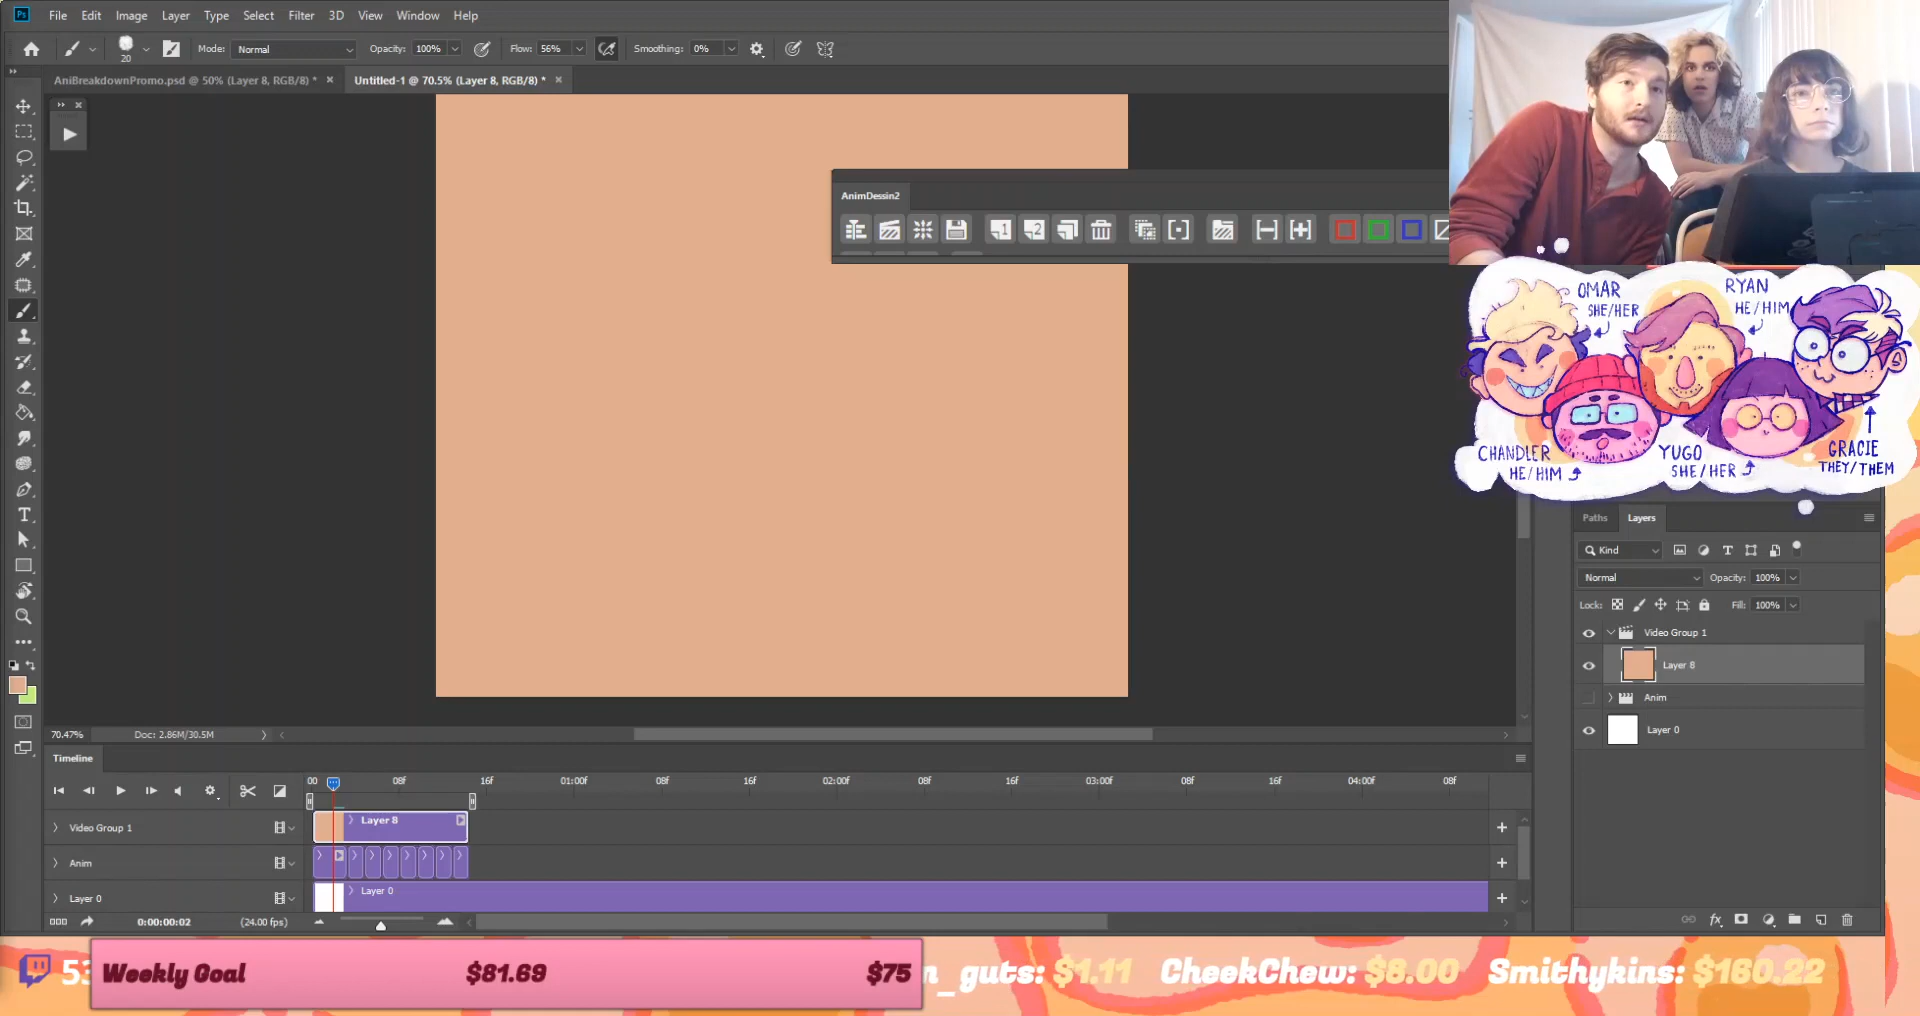 Ps File Edit Image Layer Type Select Filter 3D View Window Help
20 Mode: Normal Opacity: 100% Flow: 56% Smoothing: 0%
AniBreakdownPromo.psd @ 50% (Layer 8, RGB/8) * × Untitled-1 @ 70.5% (Layer 8, RGB/8) * ×
AnimDessin2
1 2
OMAR
SHE/HER
RYAN
HE/HIM
CHANDLER
HE/HIM
YUGO
SHE/HER
GRACIE
THEY/THEM
Paths Layers
Kind
Normal Opacity: 100%
Lock: Fill: 100%
Video Group 1
Layer 8
Anim
Layer 0
70.47% Doc: 2.86M/30.5M
Timeline
00 08f 16f 01:00f 08f 16f 02:00f 08f 16f 03:00f 08f 16f 04:00f 08f
Video Group 1 Layer 8
Anim
Layer 0 Layer 0
0:00:00:02 (24.00 fps)
Weekly Goal $81.69 $75
_guts: $1.11 CheekChew: $8.00 Smithykins: $160.22